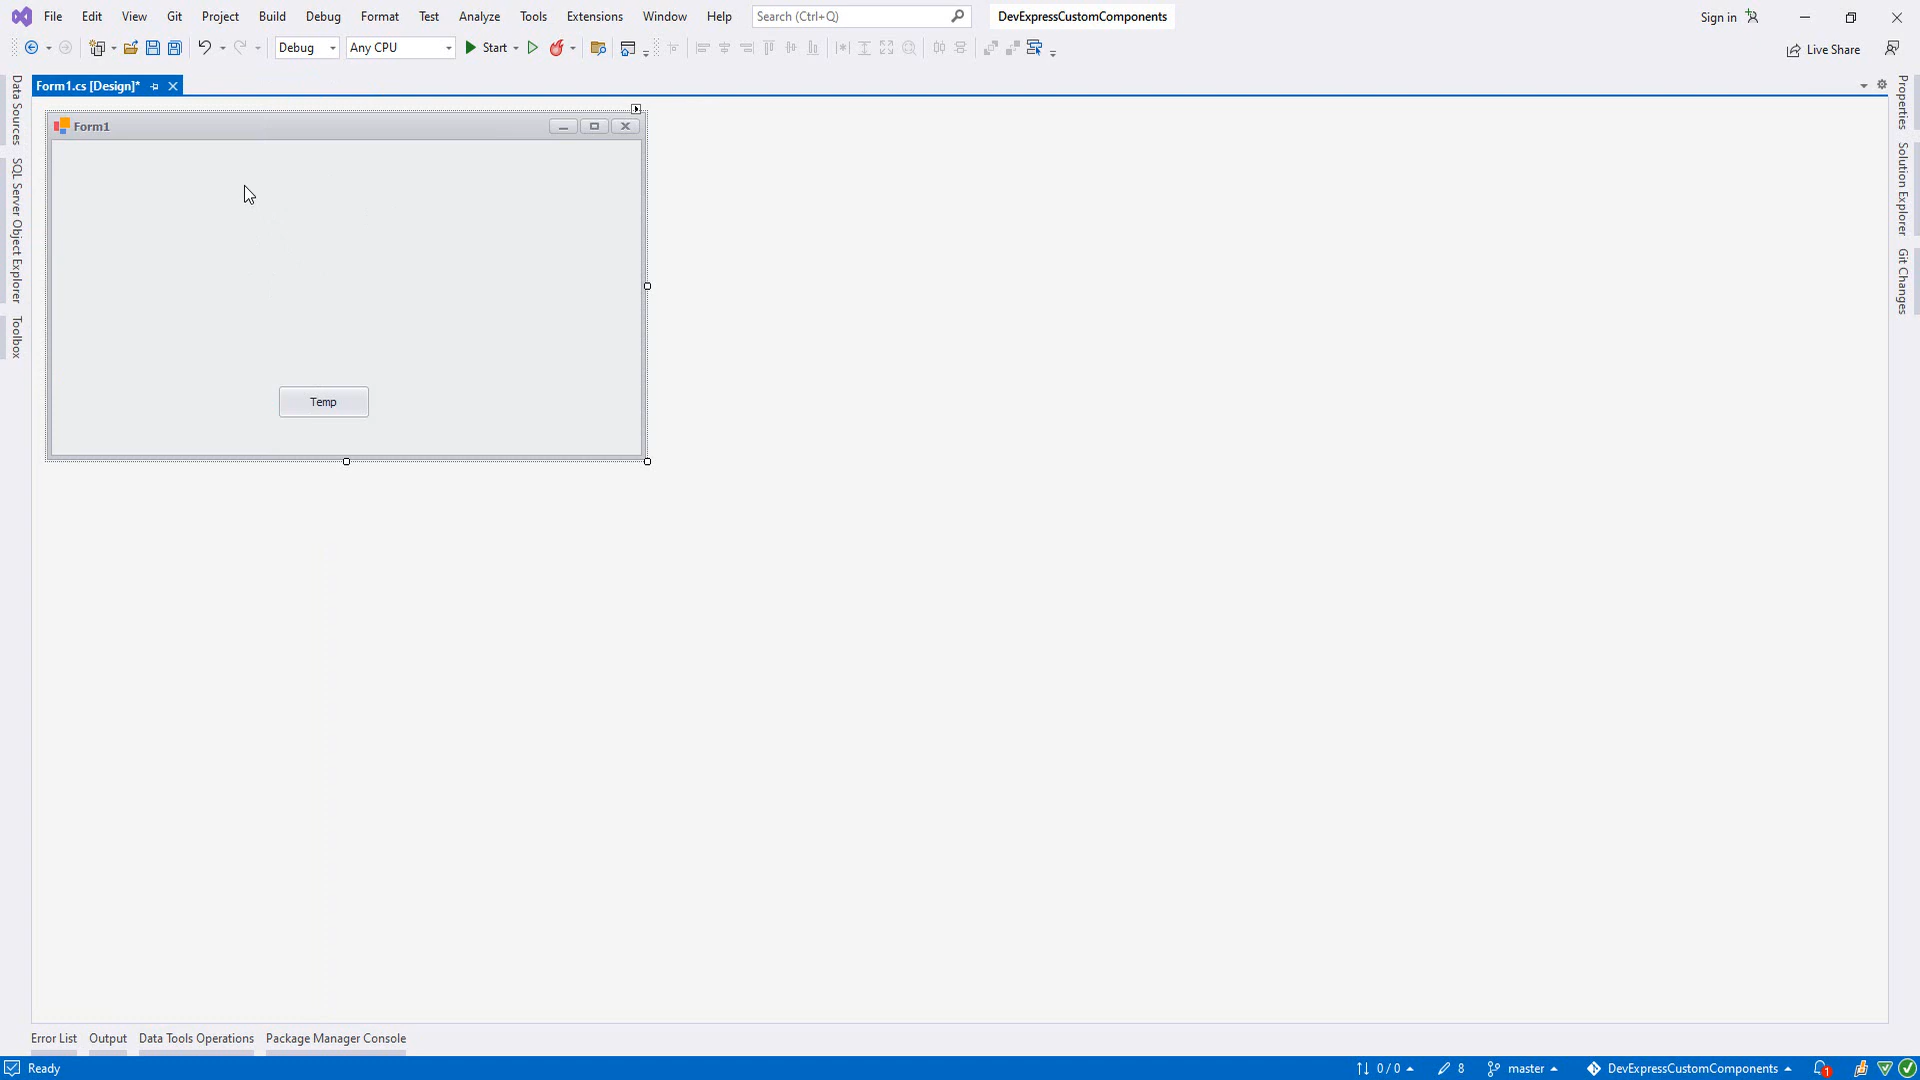 File Edit View Git Project Build Debug Format Test Analyze Tools Extensions Window Help Search (Ctrl+Q) DevExpressCustomComponents Sign in
Debug Any CPU Start Live Share
Form1.cs [Design]*
Data Sources
SQL Server Object Explorer
Toolbox
Form1
Temp
Properties
Solution Explorer
Git Changes
Error List Output Data Tools Operations Package Manager Console
Ready 0 / 0 8 master DevExpressCustomComponents 1